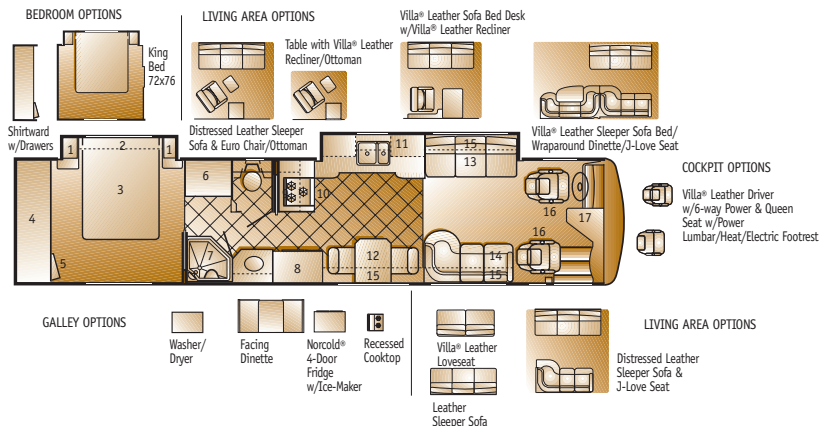 BEDROOM OPTIONS
King
Bed
72x76
Shirtward
w/Drawers
LIVING AREA OPTIONS
Distressed Leather Sleeper
Sofa & Euro Chair/Ottoman
Table with Villa® Leather
Recliner/Ottoman
Villa® Leather Sofa Bed Desk
w/Villa® Leather Recliner
Villa® Leather Sleeper Sofa Bed/
Wraparound Dinette/J-Love Seat
1
2
1
3
4
5
6
7
8
10
11
12
15
15
13
14
15
16
16
17
COCKPIT OPTIONS
Villa® Leather Driver
w/6-way Power & Queen
Seat w/Power
Lumbar/Heat/Electric Footrest
GALLEY OPTIONS
Washer/
Dryer
Facing
Dinette
Norcold®
4-Door
Fridge
w/Ice-Maker
Recessed
Cooktop
Villa® Leather
Loveseat
Leather
Sleeper Sofa
LIVING AREA OPTIONS
Distressed Leather
Sleeper Sofa &
J-Love Seat